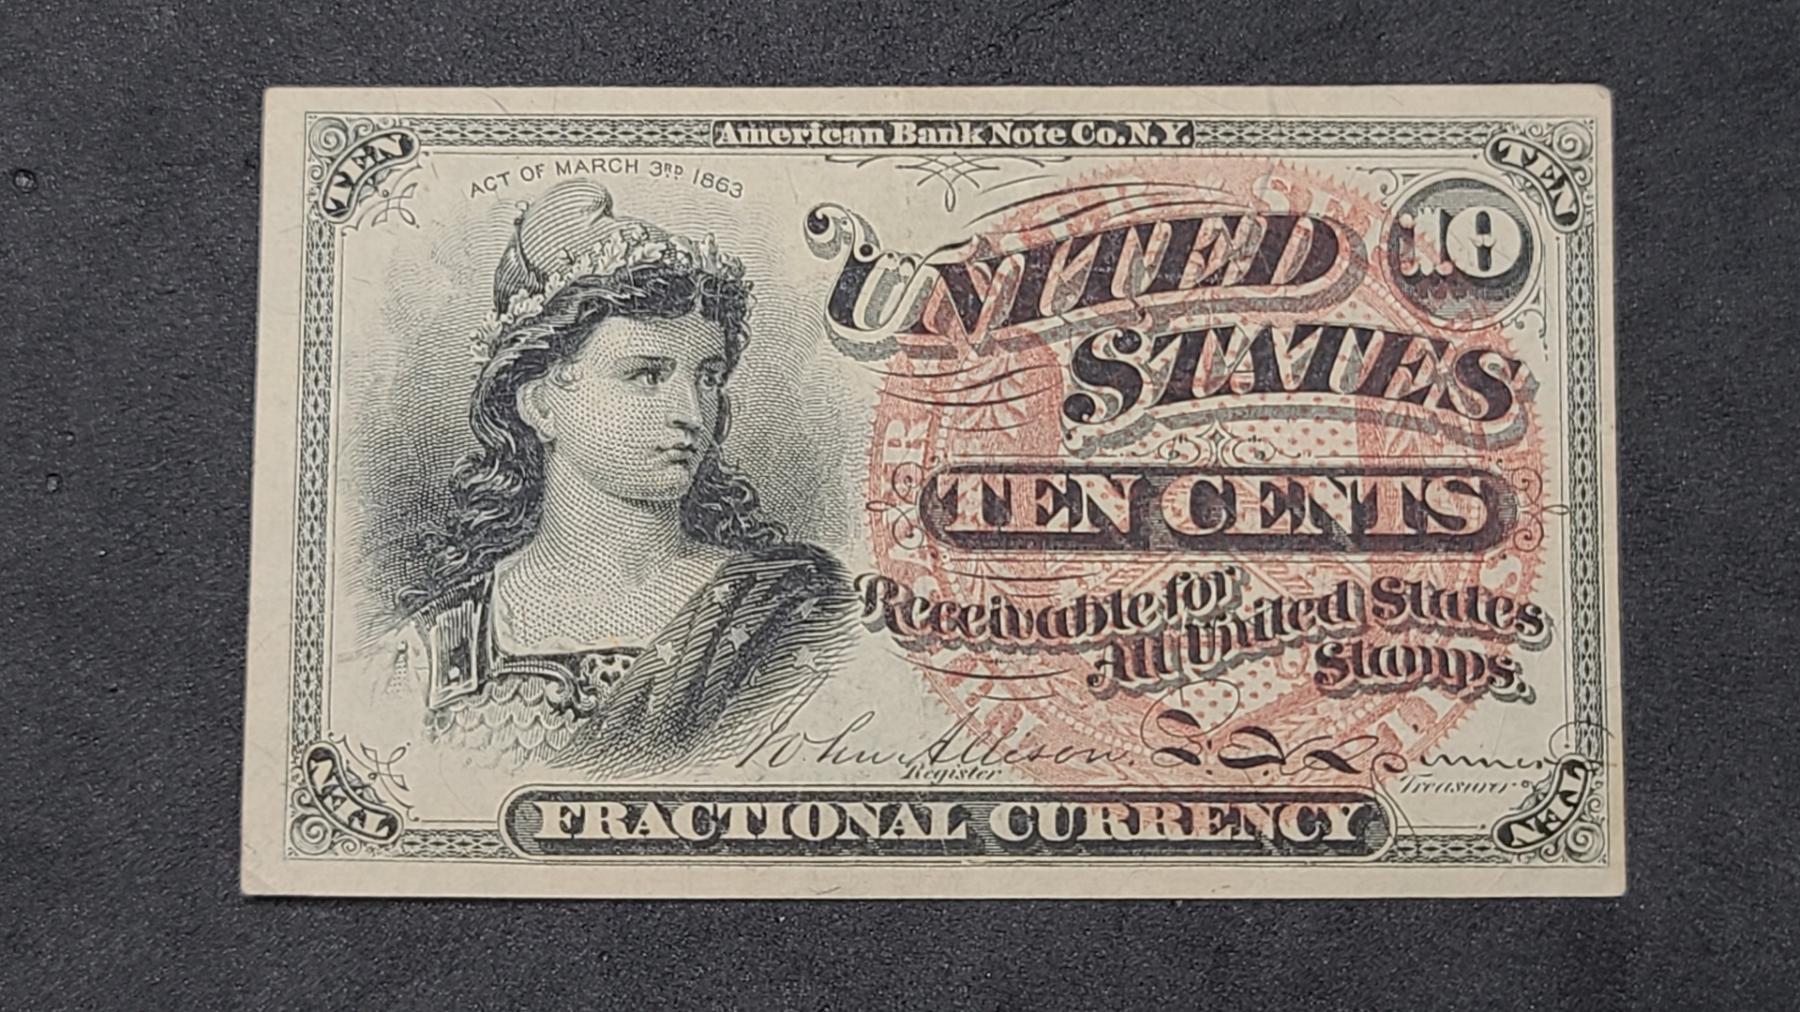 American Bank Note Co. N.Y.
TEN
TEN
ACT OF MARCH 3RD 1863
10
UNITED
STATES
TEN CENTS
Receivable for
All United States
Stamps.
John Allison.
Register
Treasurer
TEN
FRACTIONAL CURRENCY
TEN